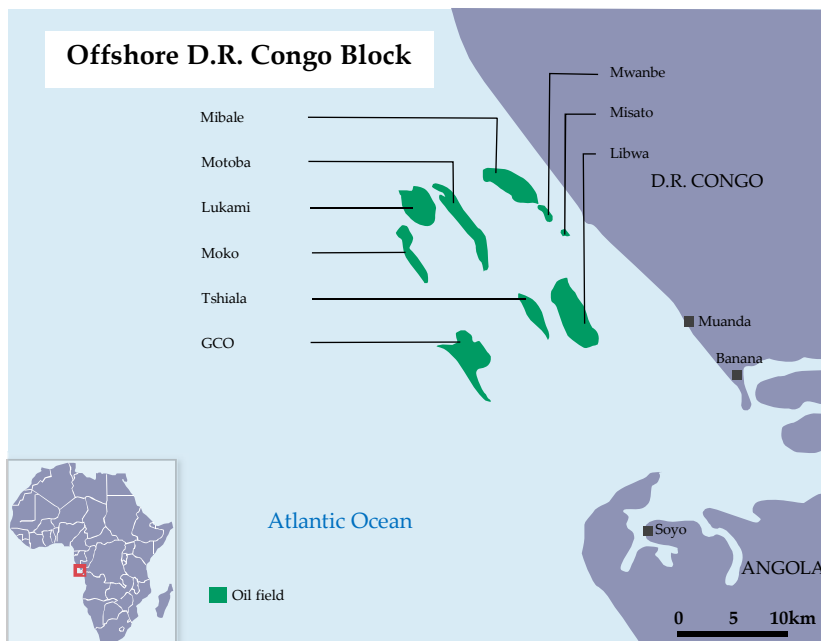 Offshore D.R. Congo Block
Mwanbe
Mibale
Misato
Motoba
Libwa
D.R. CONGO
Lukami
Moko
Tshiala
Muanda
GCO
Banana
Atlantic Ocean
Soyo
ANGOLA
Oil field
0 5 10km